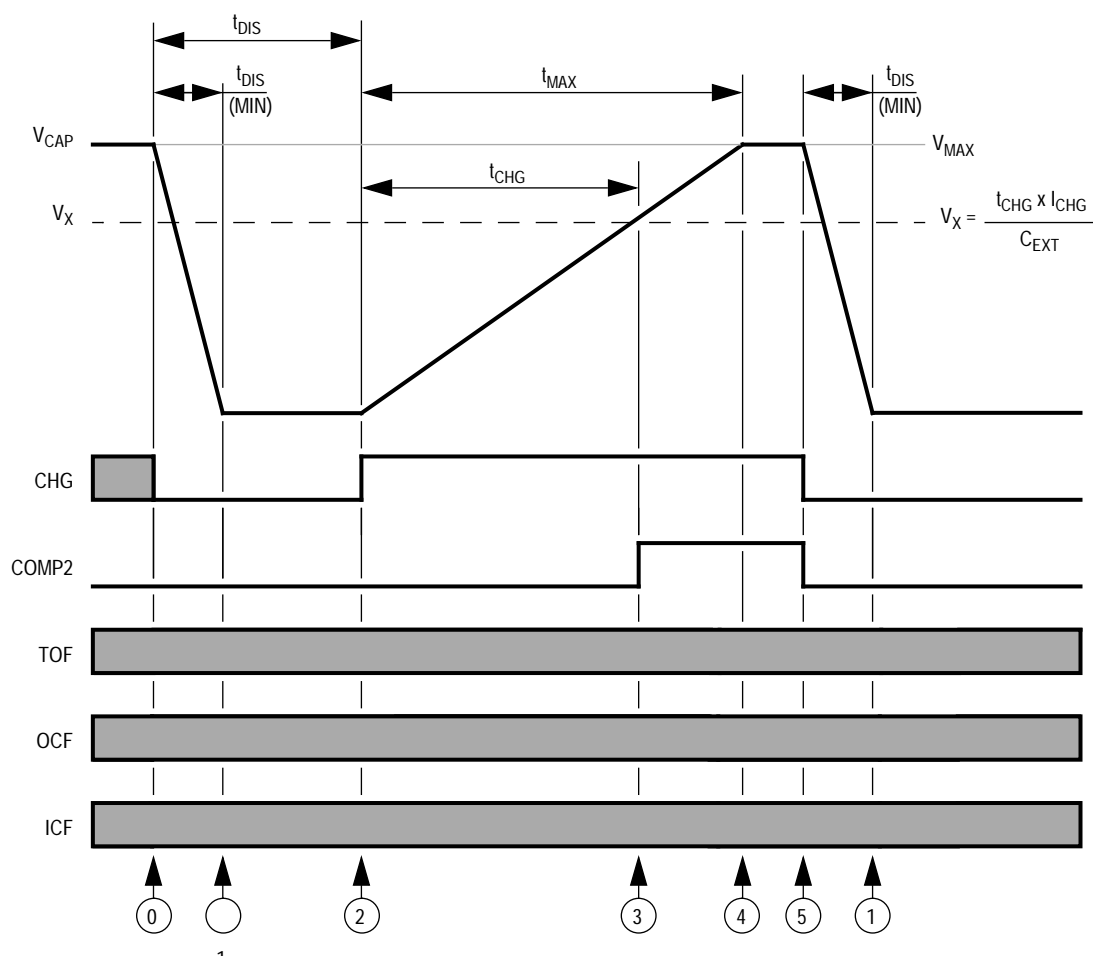 tDIS
tDIS
(MIN)
tMAX
tDIS
(MIN)
VCAP
VMAX
tCHG
VX
VX = tCHG x ICHG
CEXT
CHG
COMP2
TOF
OCF
ICF
0
2
3
4
5
1
1